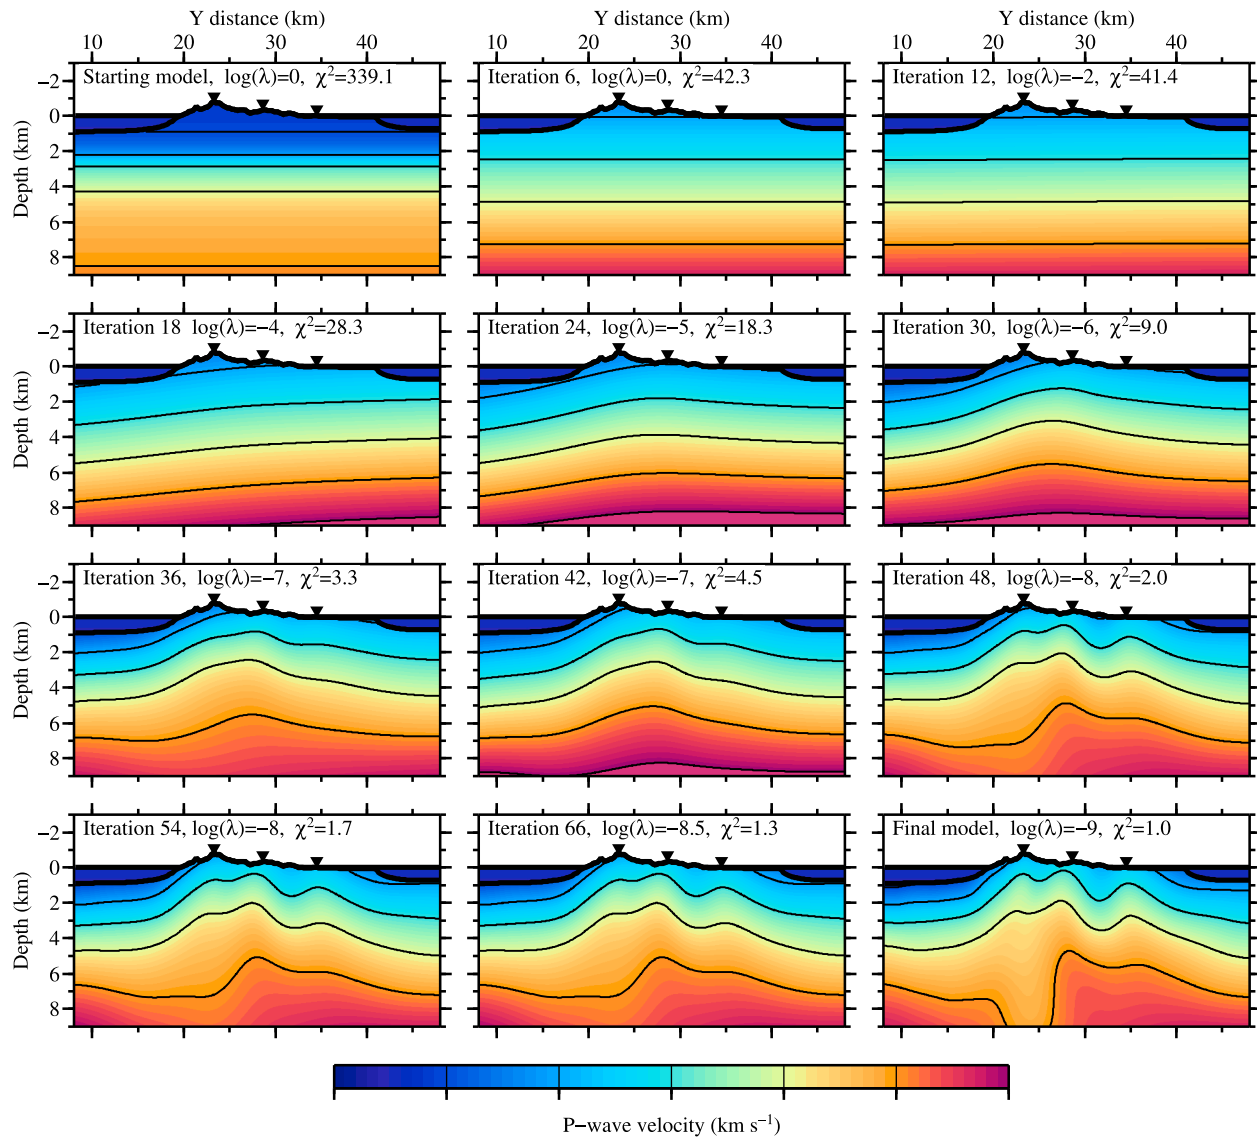 Y distance (km) Y distance (km) Y distance (km)
10 20 30 40 10 20 30 40 10 20 30 40
Starting model, log(λ)=0, χ²=339.1
Iteration 6, log(λ)=0, χ²=42.3
Iteration 12, log(λ)=−2, χ²=41.4
−2
0
2
4
6
8
Depth (km)
Iteration 18 log(λ)=−4, χ²=28.3
Iteration 24, log(λ)=−5, χ²=18.3
Iteration 30, log(λ)=−6, χ²=9.0
−2
0
2
4
6
8
Depth (km)
Iteration 36, log(λ)=−7, χ²=3.3
Iteration 42, log(λ)=−7, χ²=4.5
Iteration 48, log(λ)=−8, χ²=2.0
−2
0
2
4
6
8
Depth (km)
Iteration 54, log(λ)=−8, χ²=1.7
Iteration 66, log(λ)=−8.5, χ²=1.3
Final model, log(λ)=−9, χ²=1.0
−2
0
2
4
6
8
Depth (km)
P−wave velocity (km s⁻¹)